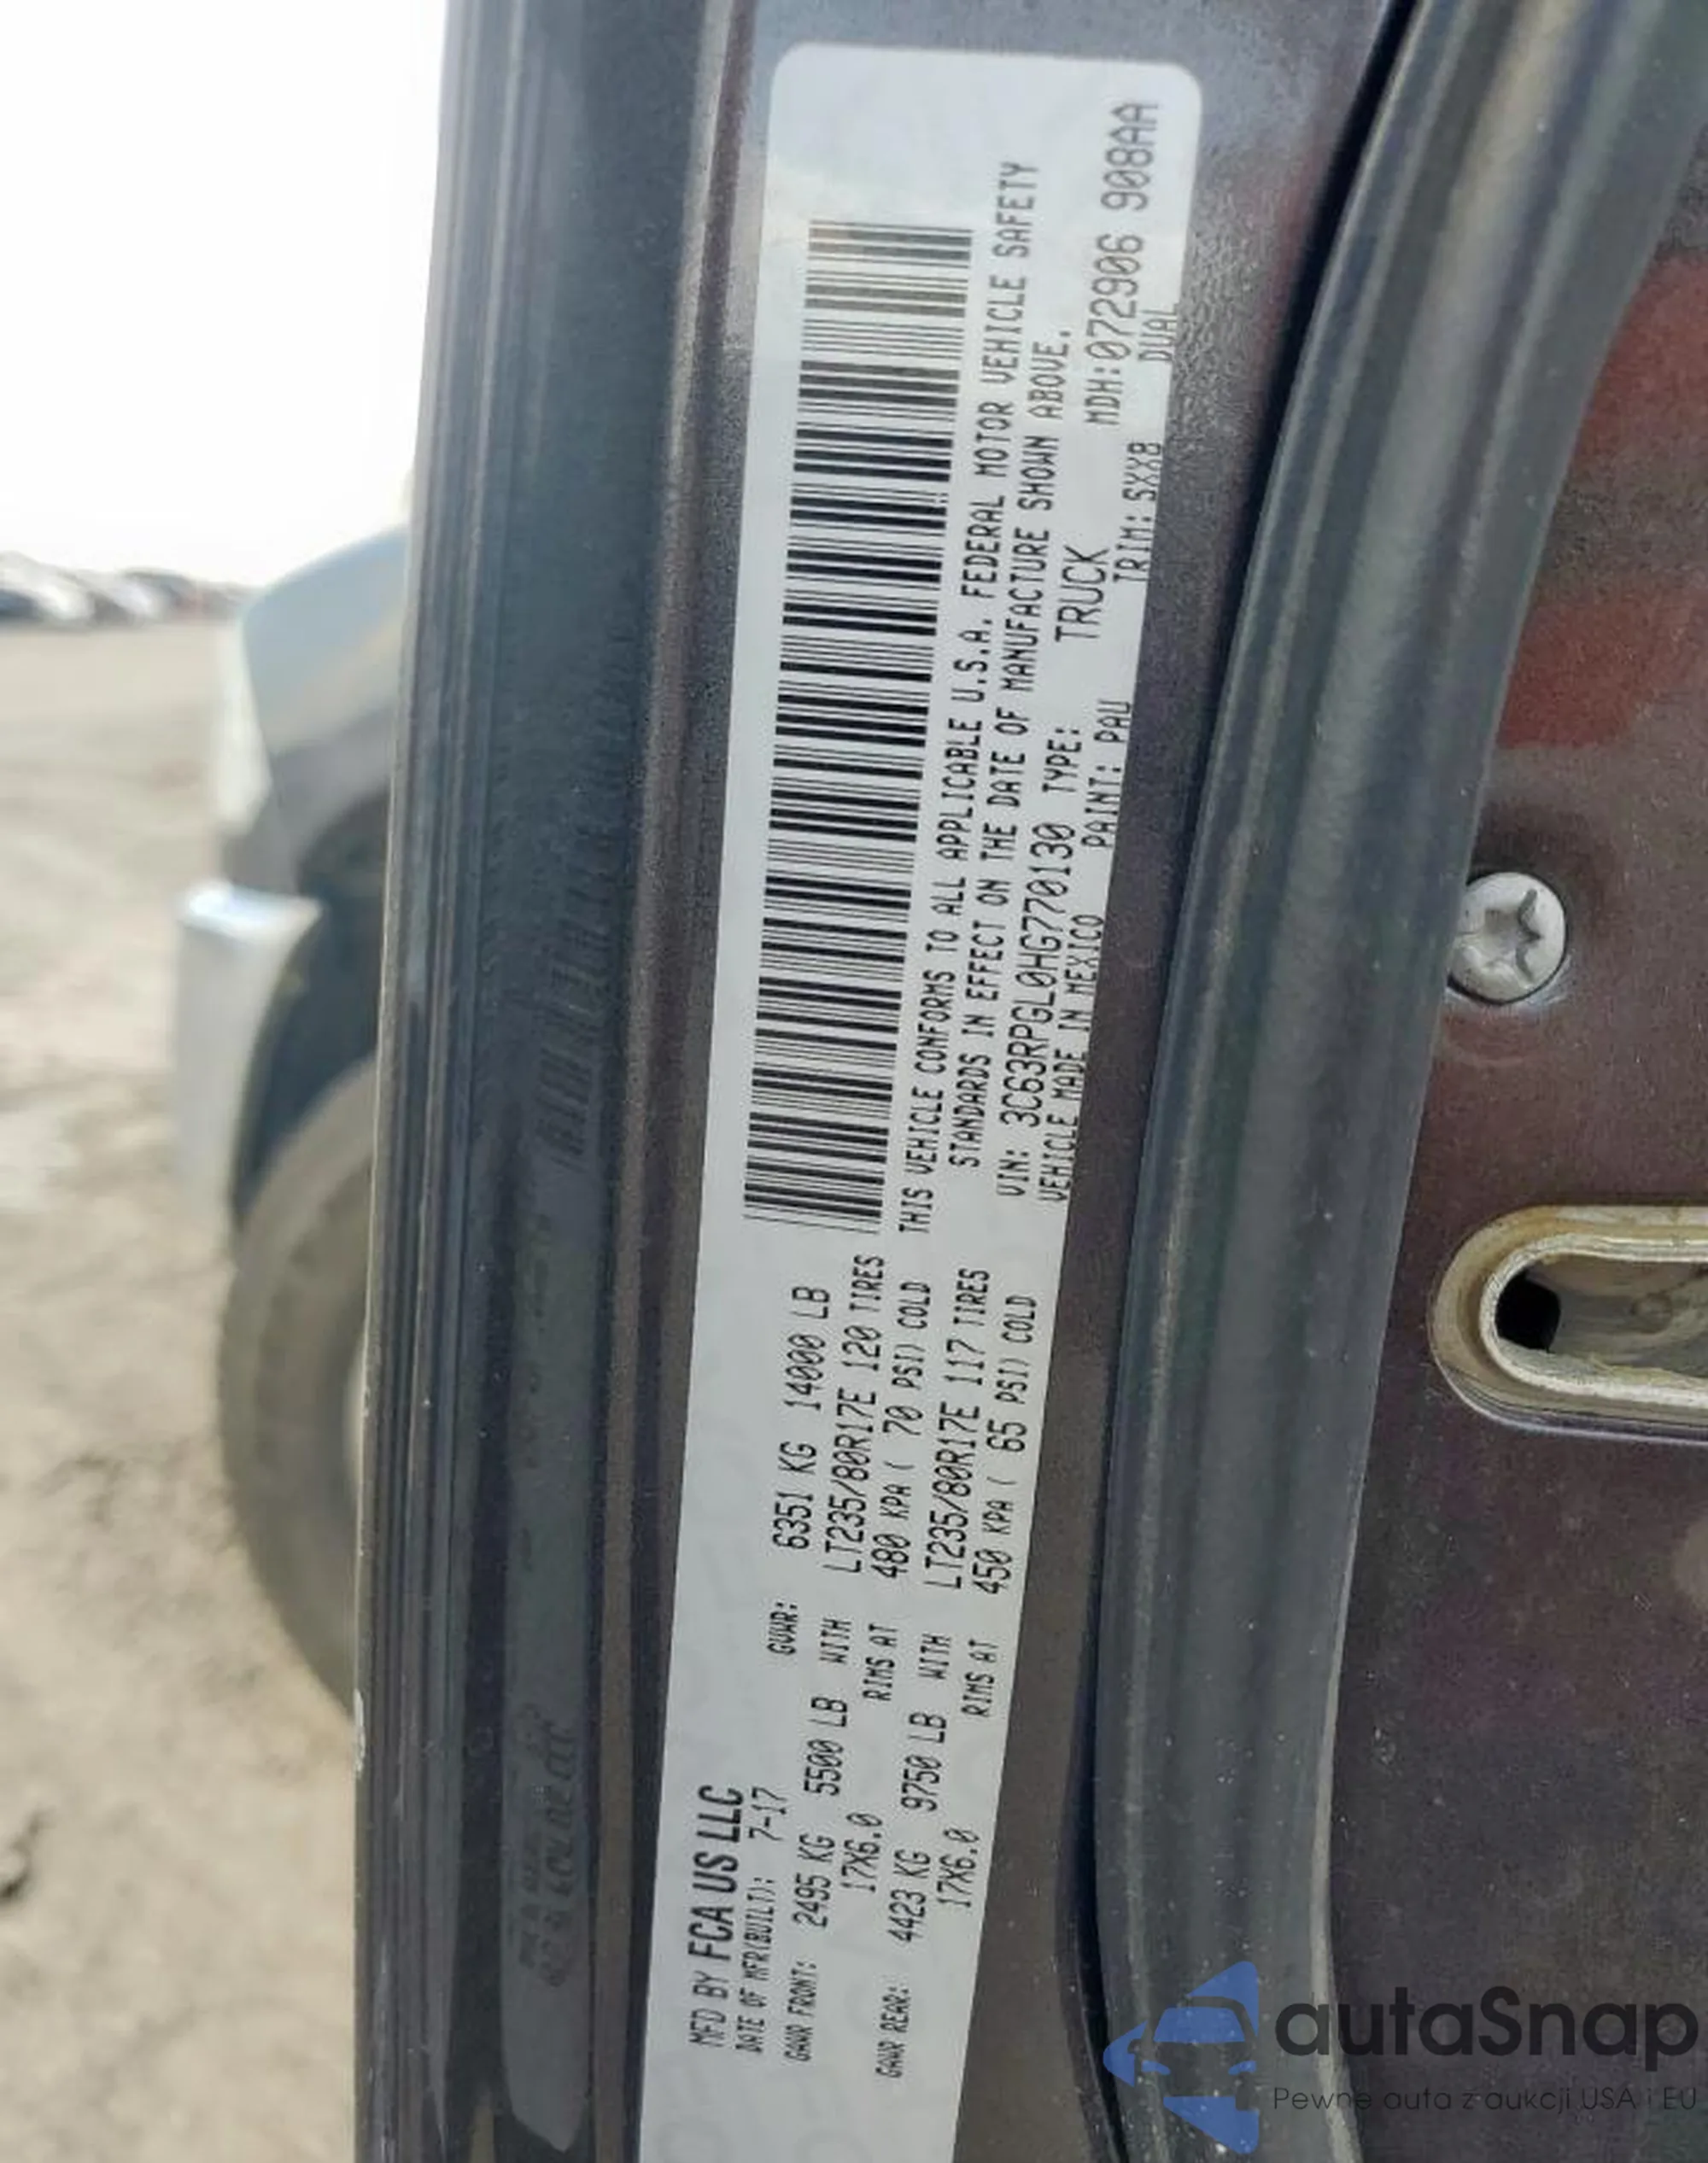 MFD BY FCA US LLC
DATE OF MFR(BUILT): 7-17
GVWR: 6351 KG 14000 LB
GAWR FRONT: 2495 KG 5500 LB WITH LT235/80R17E 120 TIRES
17X6.0 RIMS AT 480 KPA ( 70 PSI) COLD
GAWR REAR: 4423 KG 9750 LB WITH LT235/80R17E 117 TIRES
17X6.0 RIMS AT 450 KPA ( 65 PSI) COLD
THIS VEHICLE CONFORMS TO ALL APPLICABLE U.S.A. FEDERAL MOTOR VEHICLE SAFETY
STANDARDS IN EFFECT ON THE DATE OF MANUFACTURE SHOWN ABOVE.
VIN: 3C63RPGL0HG770130 TYPE: TRUCK MDH:072906 908AA
VEHICLE MADE IN MEXICO PAINT: PAU TRIM: SXX8 DUAL
autaSnap
Pewne auta z aukcji USA i EU